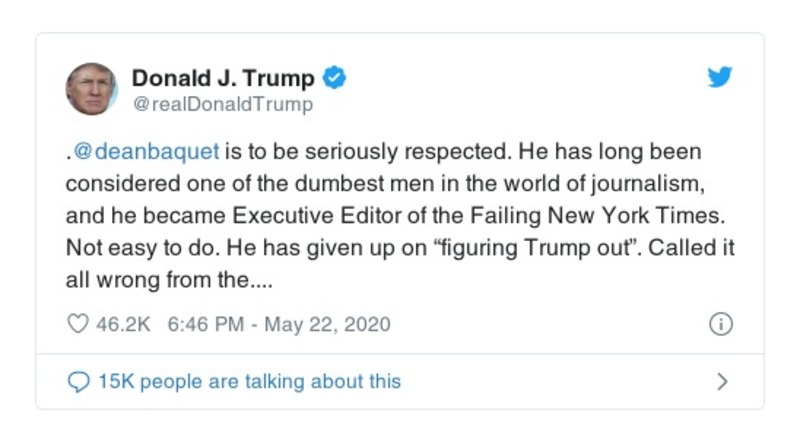 Donald J. Trump
@realDonaldTrump
.@deanbaquet is to be seriously respected. He has long been
considered one of the dumbest men in the world of journalism,
and he became Executive Editor of the Failing New York Times.
Not easy to do. He has given up on “figuring Trump out”. Called it
all wrong from the....
46.2K 6:46 PM - May 22, 2020
15K people are talking about this